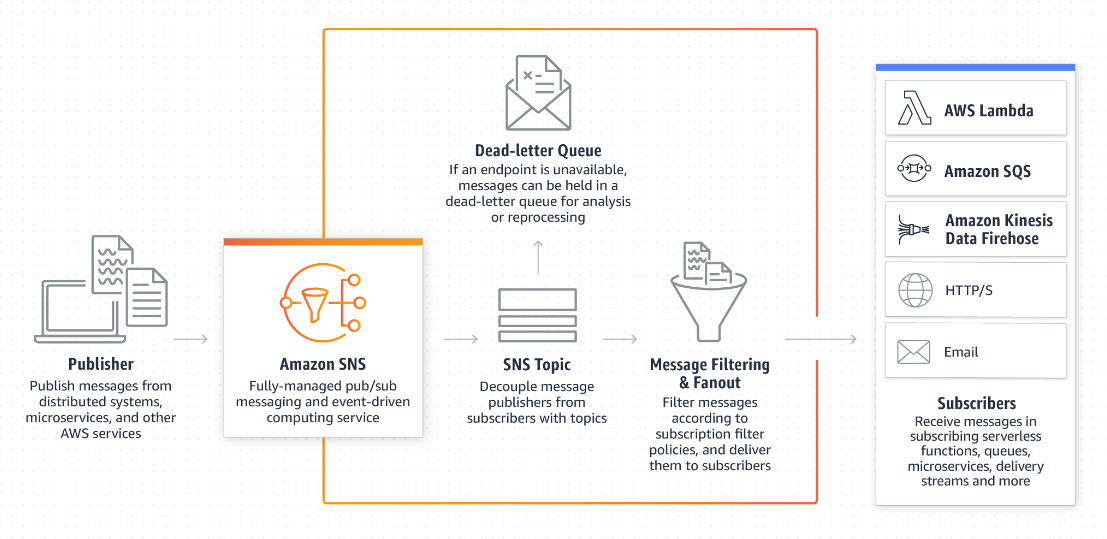 Publisher
Publish messages from
distributed systems,
microservices, and other
AWS services
Amazon SNS
Fully-managed pub/sub
messaging and event-driven
computing service
Dead-letter Queue
If an endpoint is unavailable,
messages can be held in a
dead-letter queue for analysis
or reprocessing
SNS Topic
Decouple message
publishers from
subscribers with topics
Message Filtering
& Fanout
Filter messages
according to
subscription filter
policies, and deliver
them to subscribers
AWS Lambda
Amazon SQS
Amazon Kinesis
Data Firehose
HTTP/S
Email
Subscribers
Receive messages in
subscribing serverless
functions, queues,
microservices, delivery
streams and more